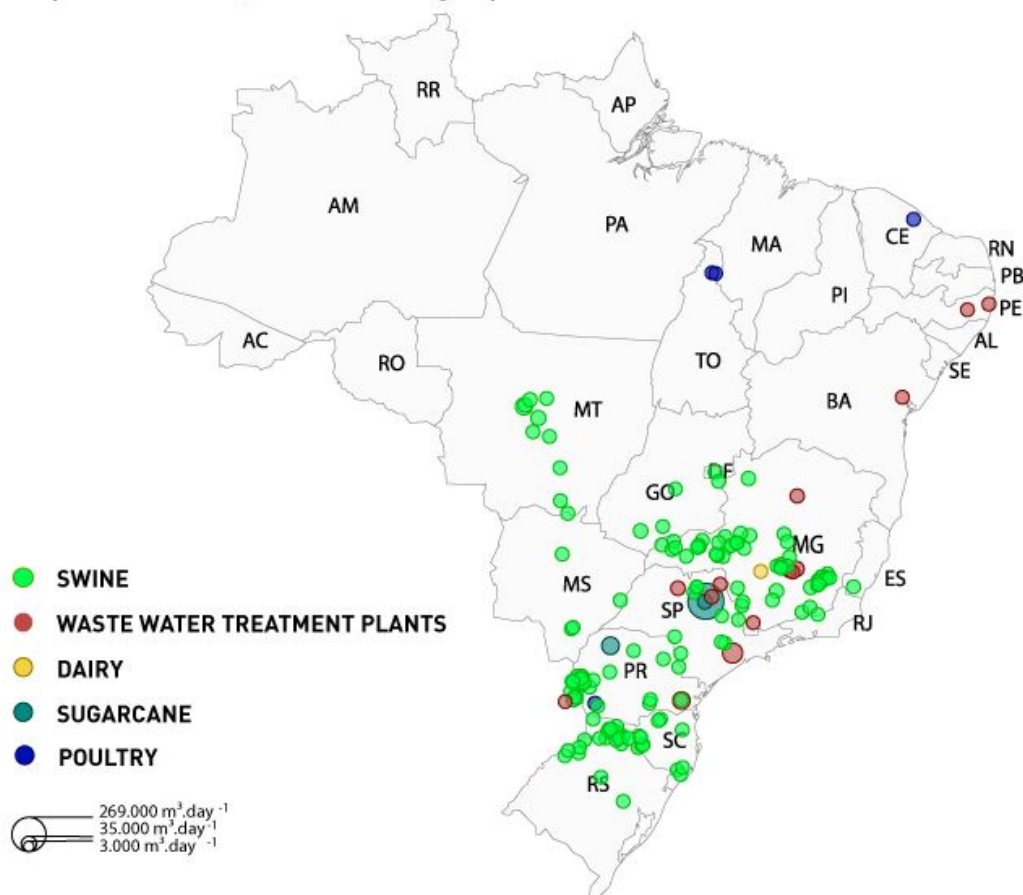 RR
AP
AM
PA
MA
CE
RN
PB
PI
PE
AC
AL
RO
TO
SE
MT
BA
DF
GO
MG
MS
ES
SP
RJ
PR
SC
RS
SWINE
WASTE WATER TREATMENT PLANTS
DAIRY
SUGARCANE
POULTRY
269.000 m³.day -1
35.000 m³.day -1
3.000 m³.day -1